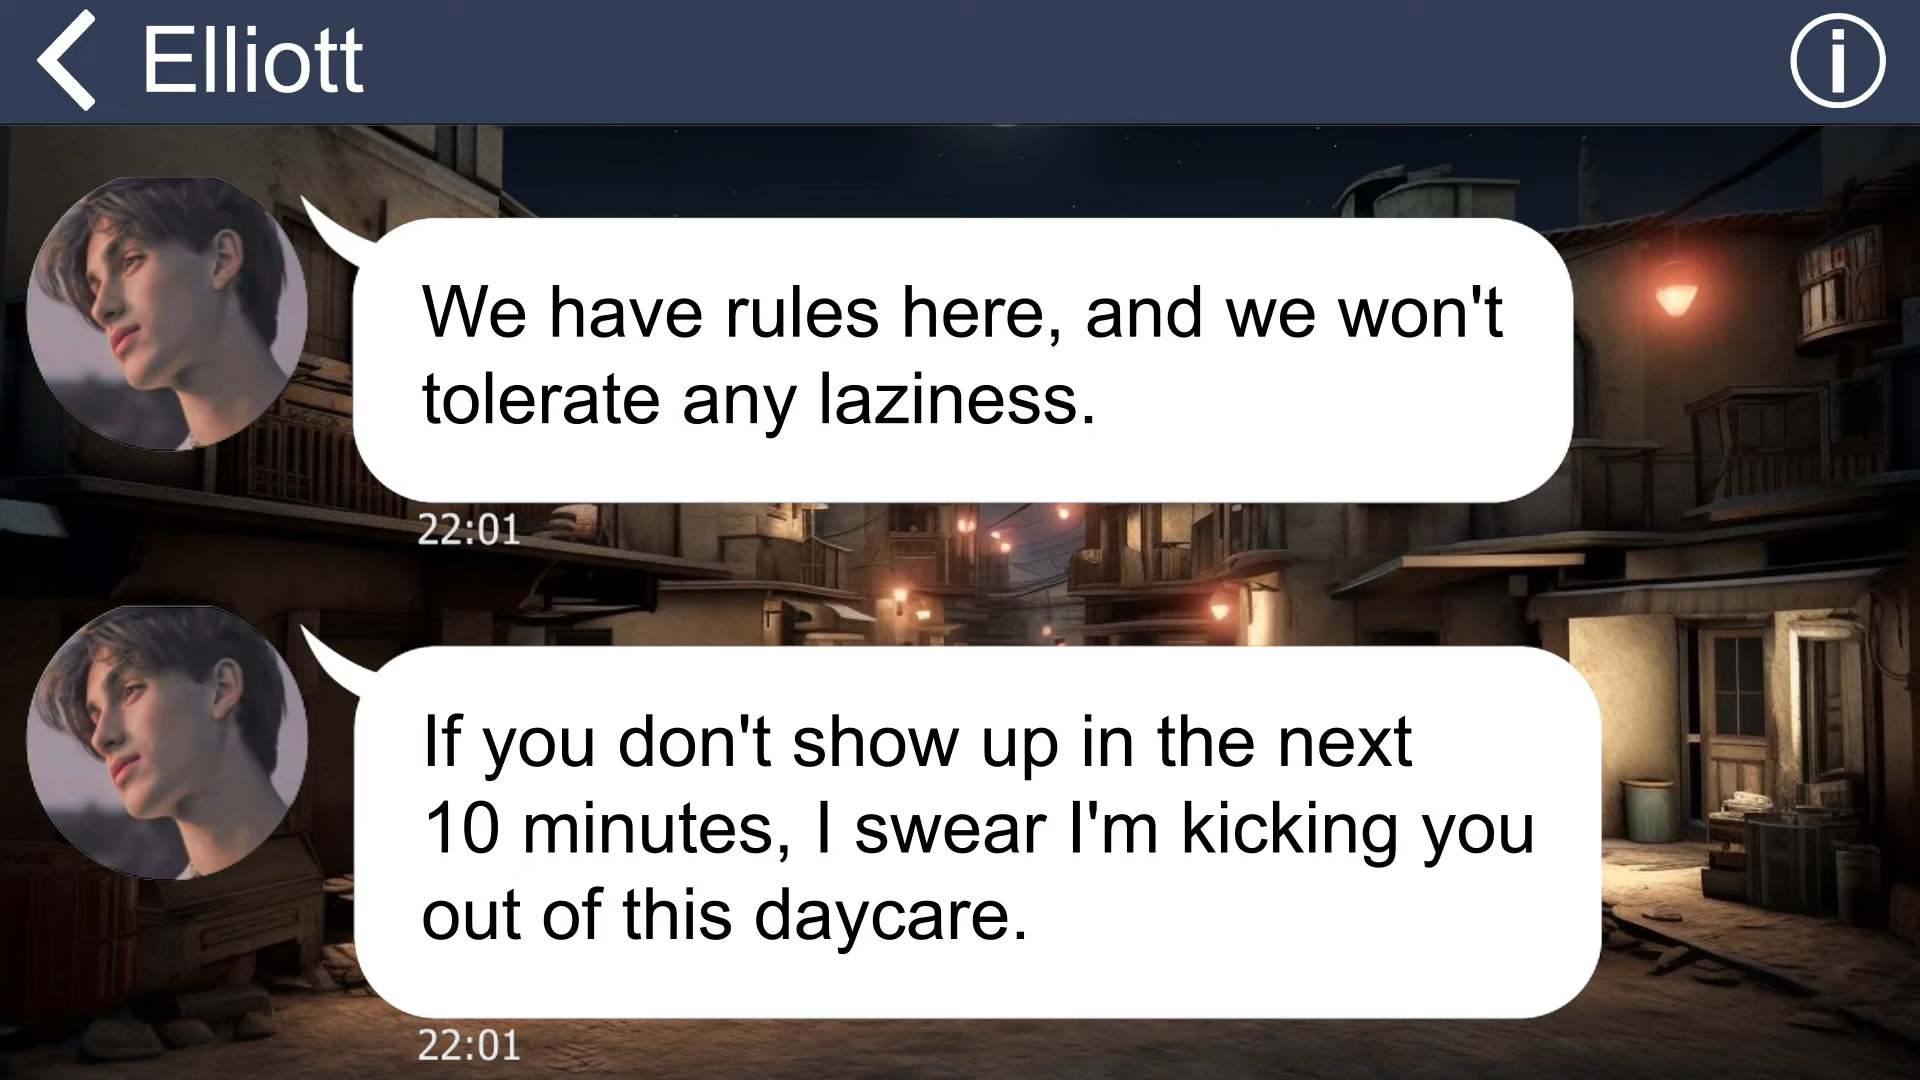 Elliott
We have rules here, and we won't
tolerate any laziness.
22:01
If you don't show up in the next
10 minutes, I swear I'm kicking you
out of this daycare.
22:01